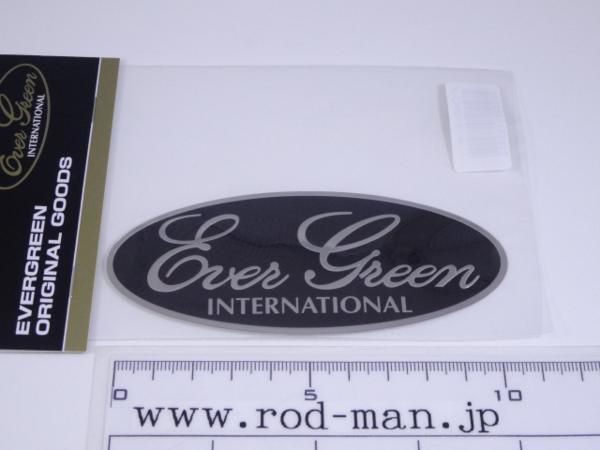 Ever Green
INTERNATIONAL
EVERGREEN
ORIGINAL GOODS
Ever Green
INTERNATIONAL
0 5 10
www.rod-man.jp